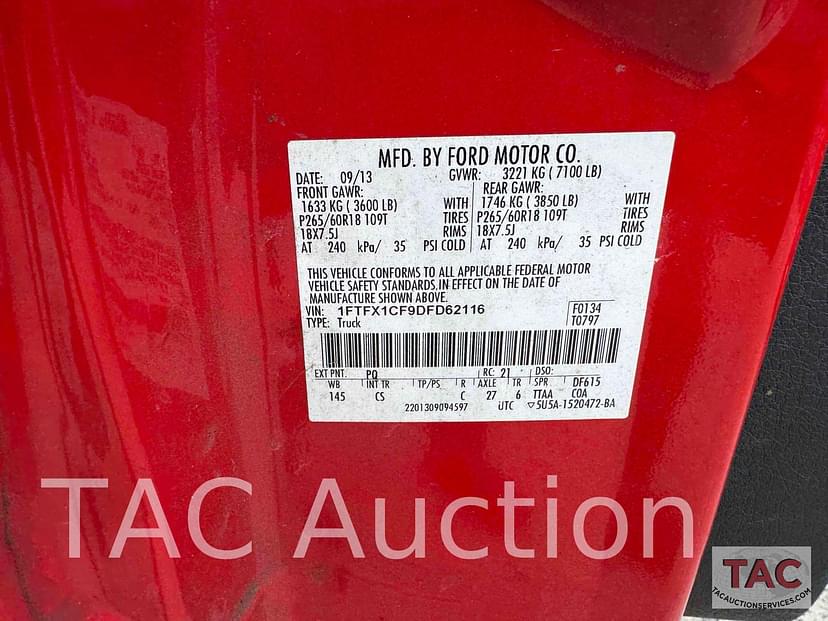 MFD. BY FORD MOTOR CO.
DATE: 09/13 GVWR: 3221 KG ( 7100 LB)
FRONT GAWR: REAR GAWR:
1633 KG ( 3600 LB) WITH 1746 KG ( 3850 LB) WITH
P265/60R18 109T TIRES P265/60R18 109T TIRES
18X7.5J RIMS 18X7.5J RIMS
AT 240 kPa/ 35 PSI COLD AT 240 kPa/ 35 PSI COLD
THIS VEHICLE CONFORMS TO ALL APPLICABLE FEDERAL MOTOR
VEHICLE SAFETY STANDARDS.IN EFFECT ON THE DATE OF
MANUFACTURE SHOWN ABOVE.
VIN: 1FTFX1CF9DFD62116 F0134
TYPE: Truck T0797
EXT PNT: PQ RC: 21 DSO:
WB INT TR TP/PS R AXLE TR SPR DF615
145 CS C 27 6 TTAA COA
2201309094597 UTC ▽5U5A-1520472-BA
TAC Auction
TAC
TACAUCTIONSERVICES.COM